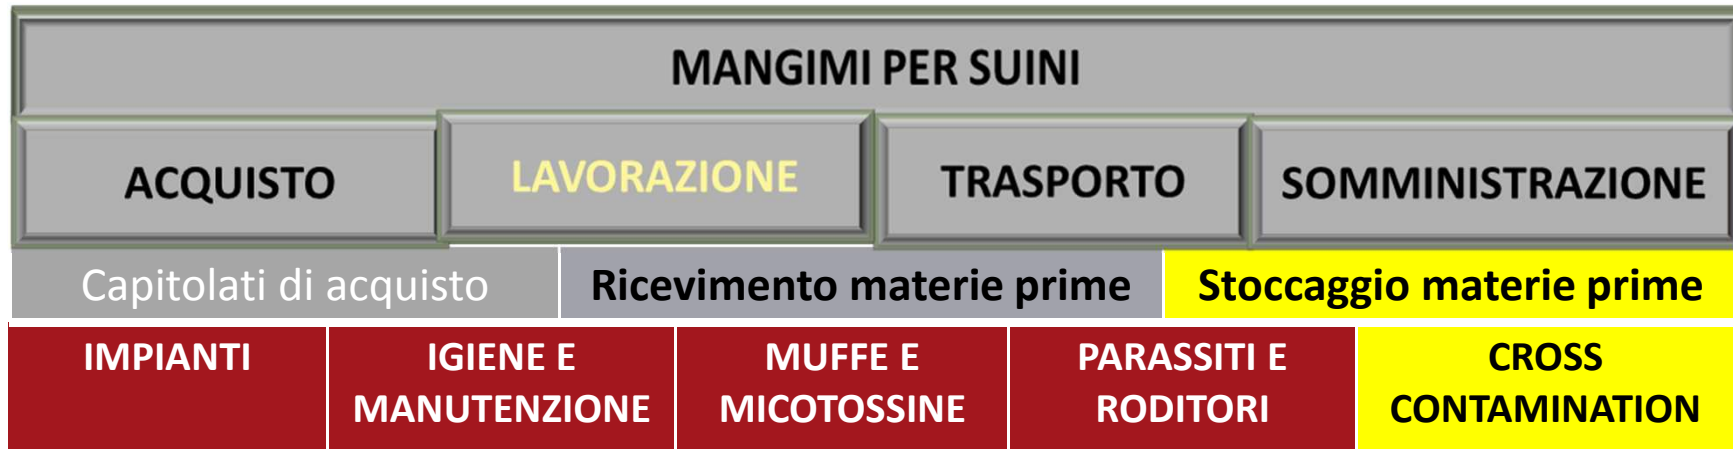 MANGIMI PER SUINI
ACQUISTO
LAVORAZIONE
TRASPORTO
SOMMINISTRAZIONE
Capitolati di acquisto
Ricevimento materie prime
Stoccaggio materie prime
IMPIANTI
IGIENE E
MANUTENZIONE
MUFFE E
MICOTOSSINE
PARASSITI E
RODITORI
CROSS
CONTAMINATION